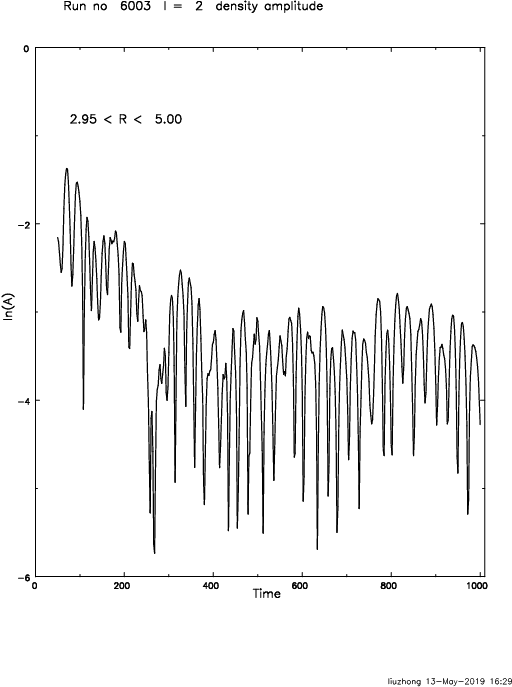 Run no 6003 l = 2 density amplitude
0
2.95 < R < 5.00
-2
ln(A)
-4
-6
0 200 400 600 800 1000
Time
liuzhong 13-May-2019 16:29